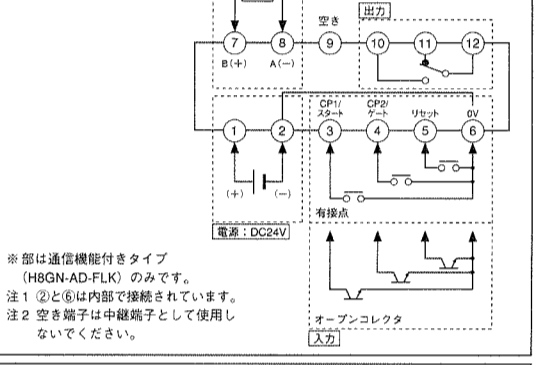 出力
空き
7
8
9
10
11
12
B(+)
A(−)
CP1/
スタート
CP2/
ゲート
リセット
0V
1
2
3
4
5
6
(+)
(−)
有接点
電源：DC24V
※部は通信機能付きタイプ
(H8GN-AD-FLK) のみです。
注1 ②と⑥は内部で接続されています。
注2 空き端子は中継端子として使用し
ないでください。
オープンコレクタ
入力